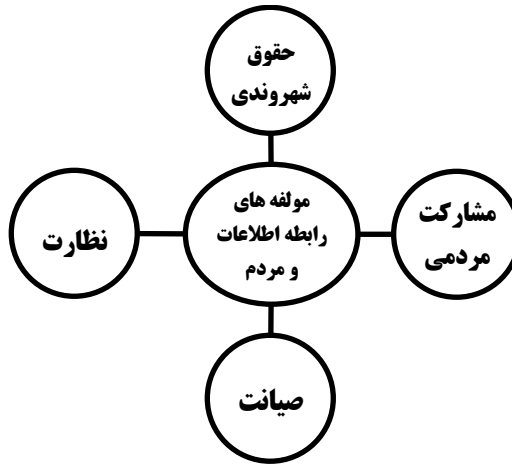 حقوق
شهروندی
مولفه های
رابطه اطلاعات
و مردم
مشارکت
مردمی
نظارت
صیانت